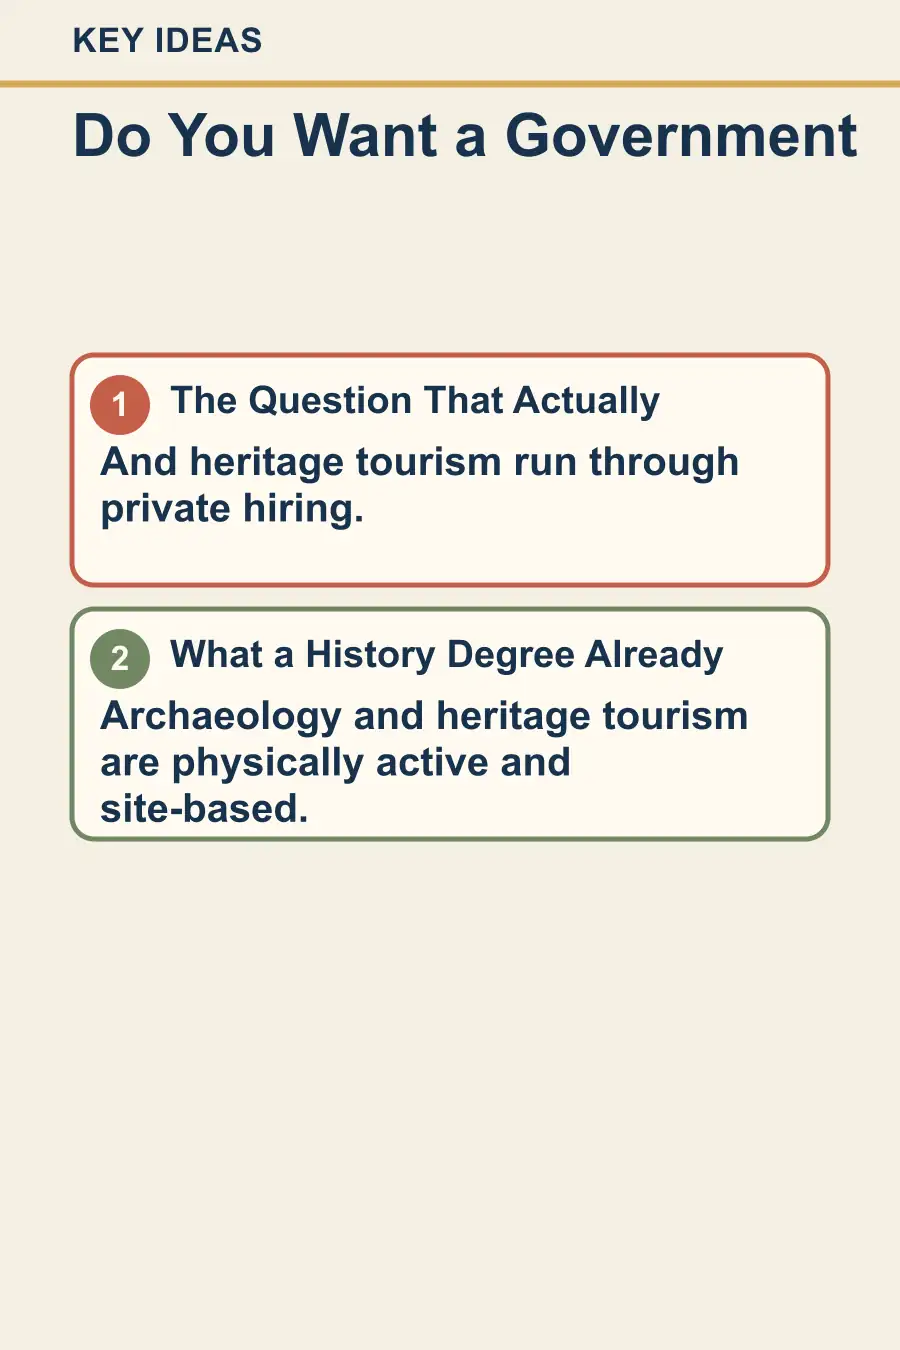 KEY IDEAS
Do You Want a Government
1
The Question That Actually
And heritage tourism run through
private hiring.
2
What a History Degree Already
Archaeology and heritage tourism
are physically active and
site-based.